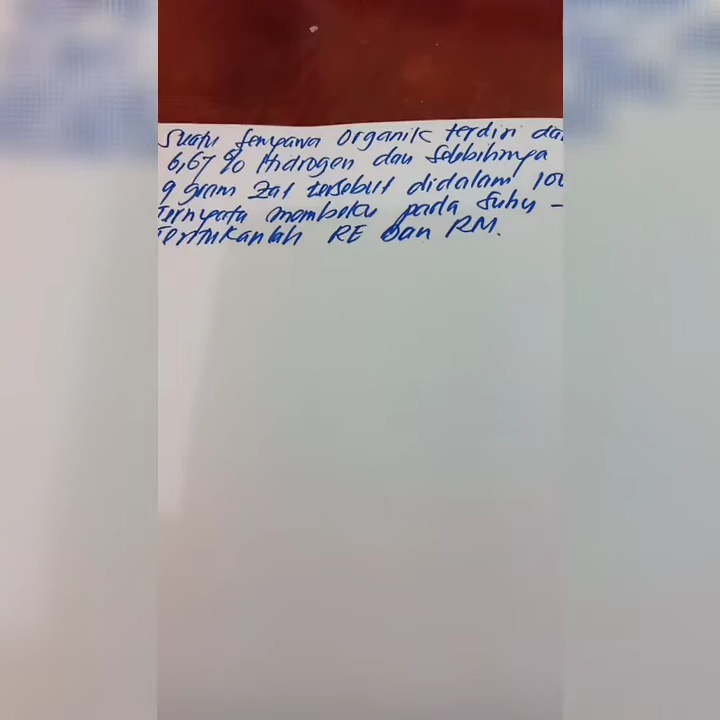 Suatu senyawa organik terdiri da
6,67 % Hidrogen dan selebihnya
9 gram zat tersebut didalam 100
Ternyata membeku pada suhu -
Tentukanlah RE dan RM.